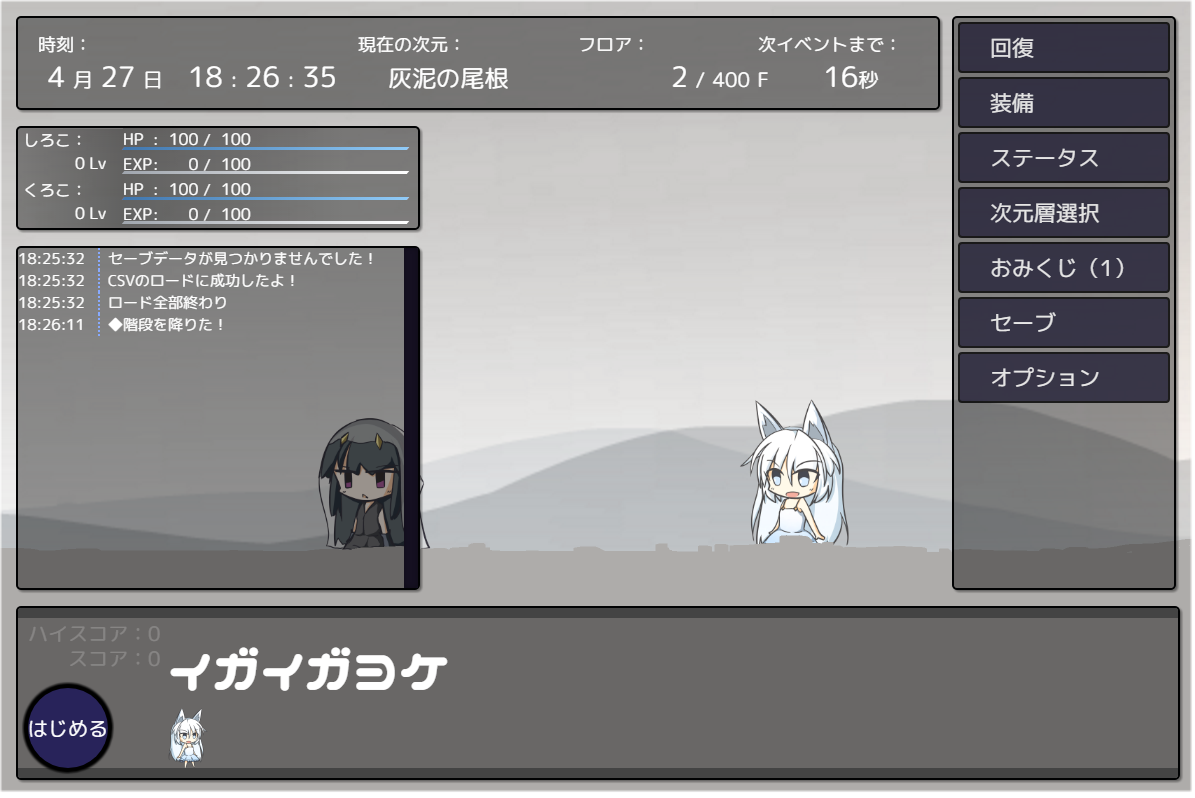 時刻： 現在の次元： フロア： 次イベントまで：
4 月 27 日 18 : 26 : 35 灰泥の尾根 2 / 400 F 16秒
しろこ： HP : 100 / 100
0 Lv EXP: 0 / 100
くろこ： HP : 100 / 100
0 Lv EXP: 0 / 100
18:25:32 セーブデータが見つかりませんでした！
18:25:32 CSVのロードに成功したよ！
18:25:32 ロード全部終わり
18:26:11 ◆階段を降りた！
回復
装備
ステータス
次元層選択
おみくじ（1）
セーブ
オプション
ハイスコア：0
スコア：0
イガイガヨケ
はじめる